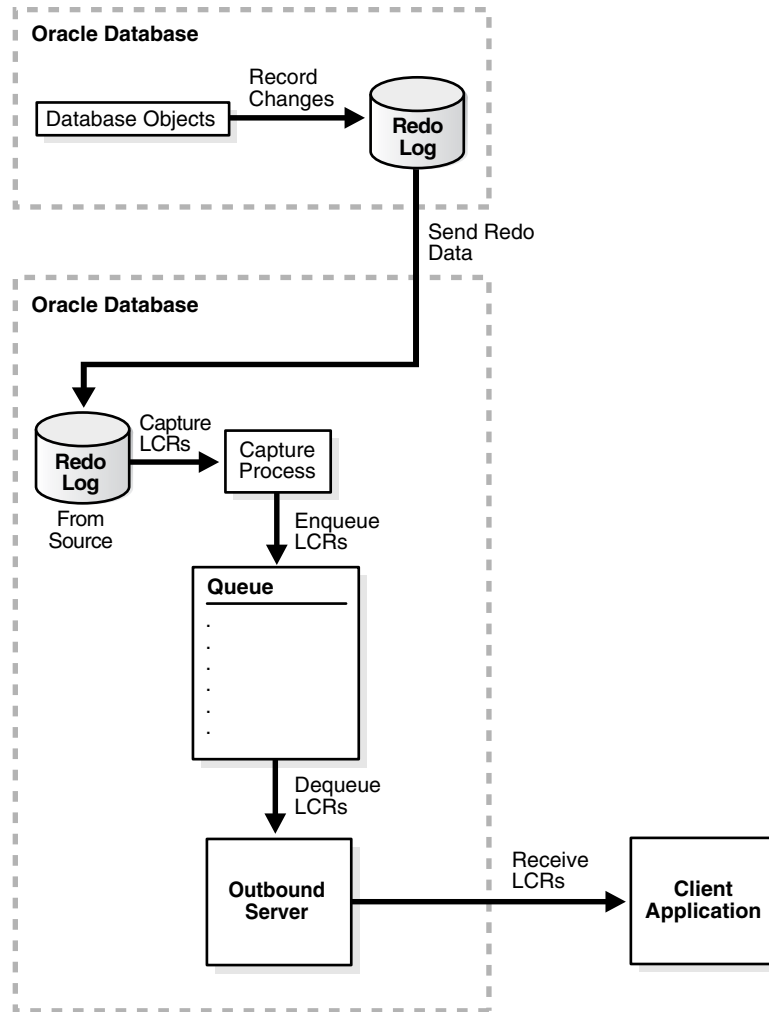 Oracle Database
Record
Changes
Database Objects
Redo
Log
Send Redo
Data
Oracle Database
Capture
LCRs
Redo
Log
Capture
Process
From
Source
Enqueue
LCRs
Queue
.
.
.
.
.
.
Dequeue
LCRs
Outbound
Server
Receive
LCRs
Client
Application